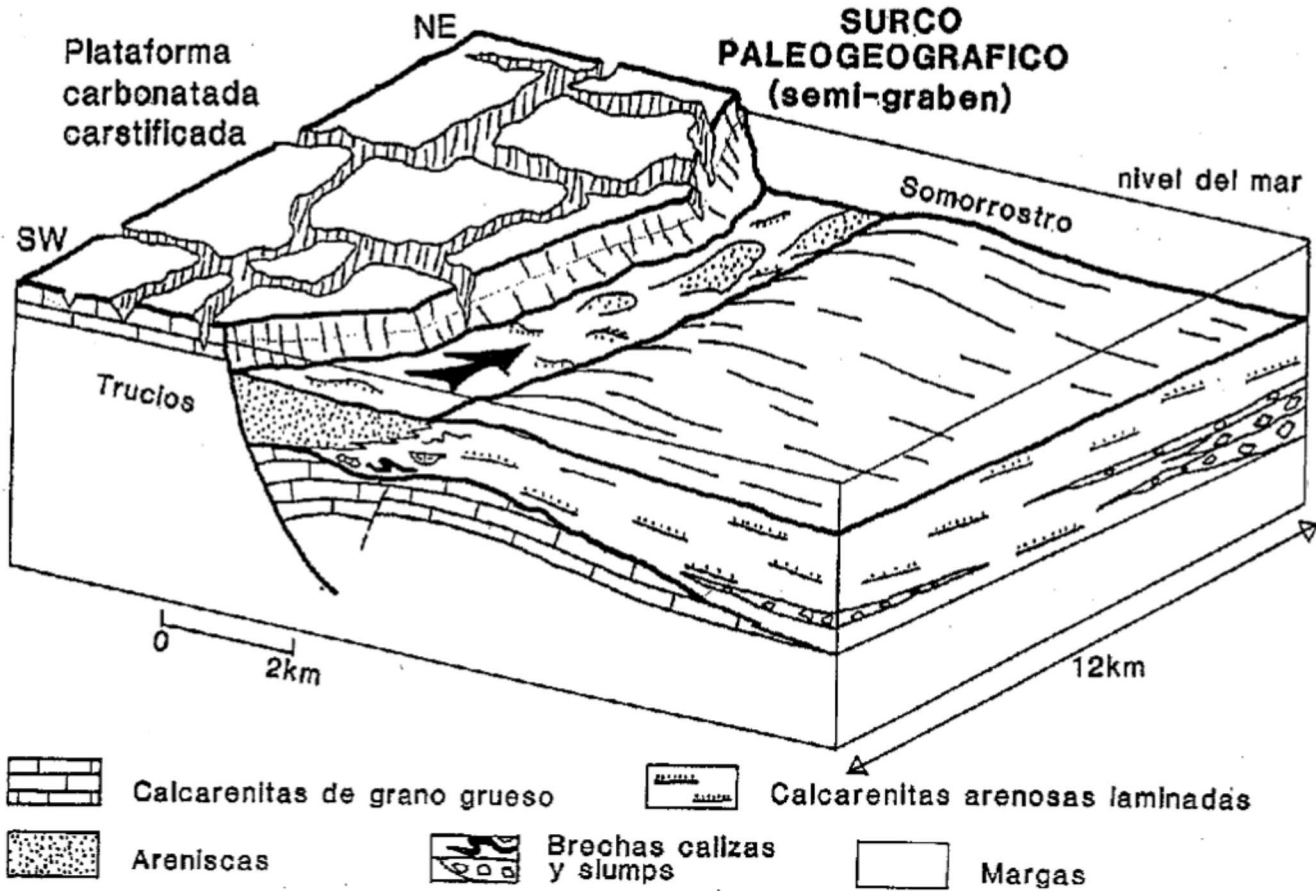 NE
SURCO
PALEOGEOGRAFICO
(semi-graben)
Plataforma
carbonatada
carstificada
nivel del mar
Somorrostro
SW
Trucios
0
2km
12km
Calcarenitas de grano grueso
Calcarenitas arenosas laminadas
Areniscas
Brechas calizas
y slumps
Margas